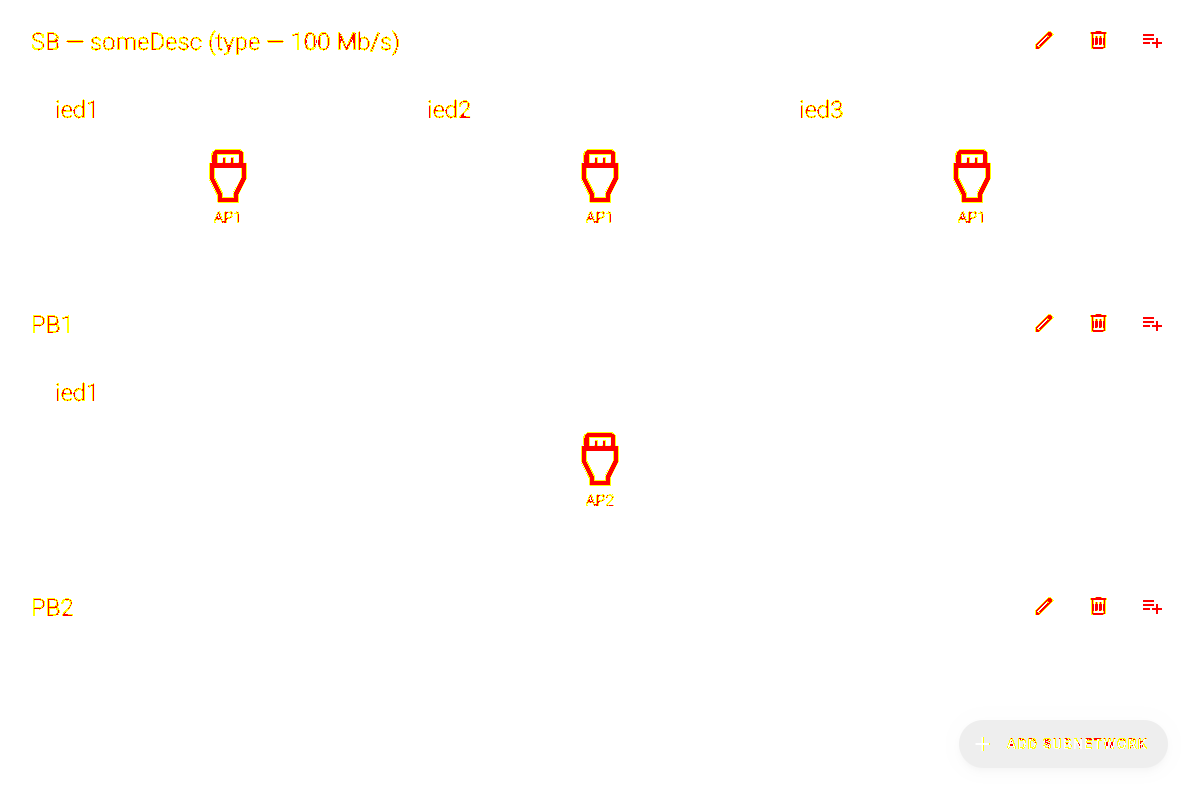 SB — someDesc (type — 100 Mb/s)
ied1 ied2 ied3
AP1 AP1 AP1
PB1
ied1
AP2
PB2
ADD SUBNETWORK